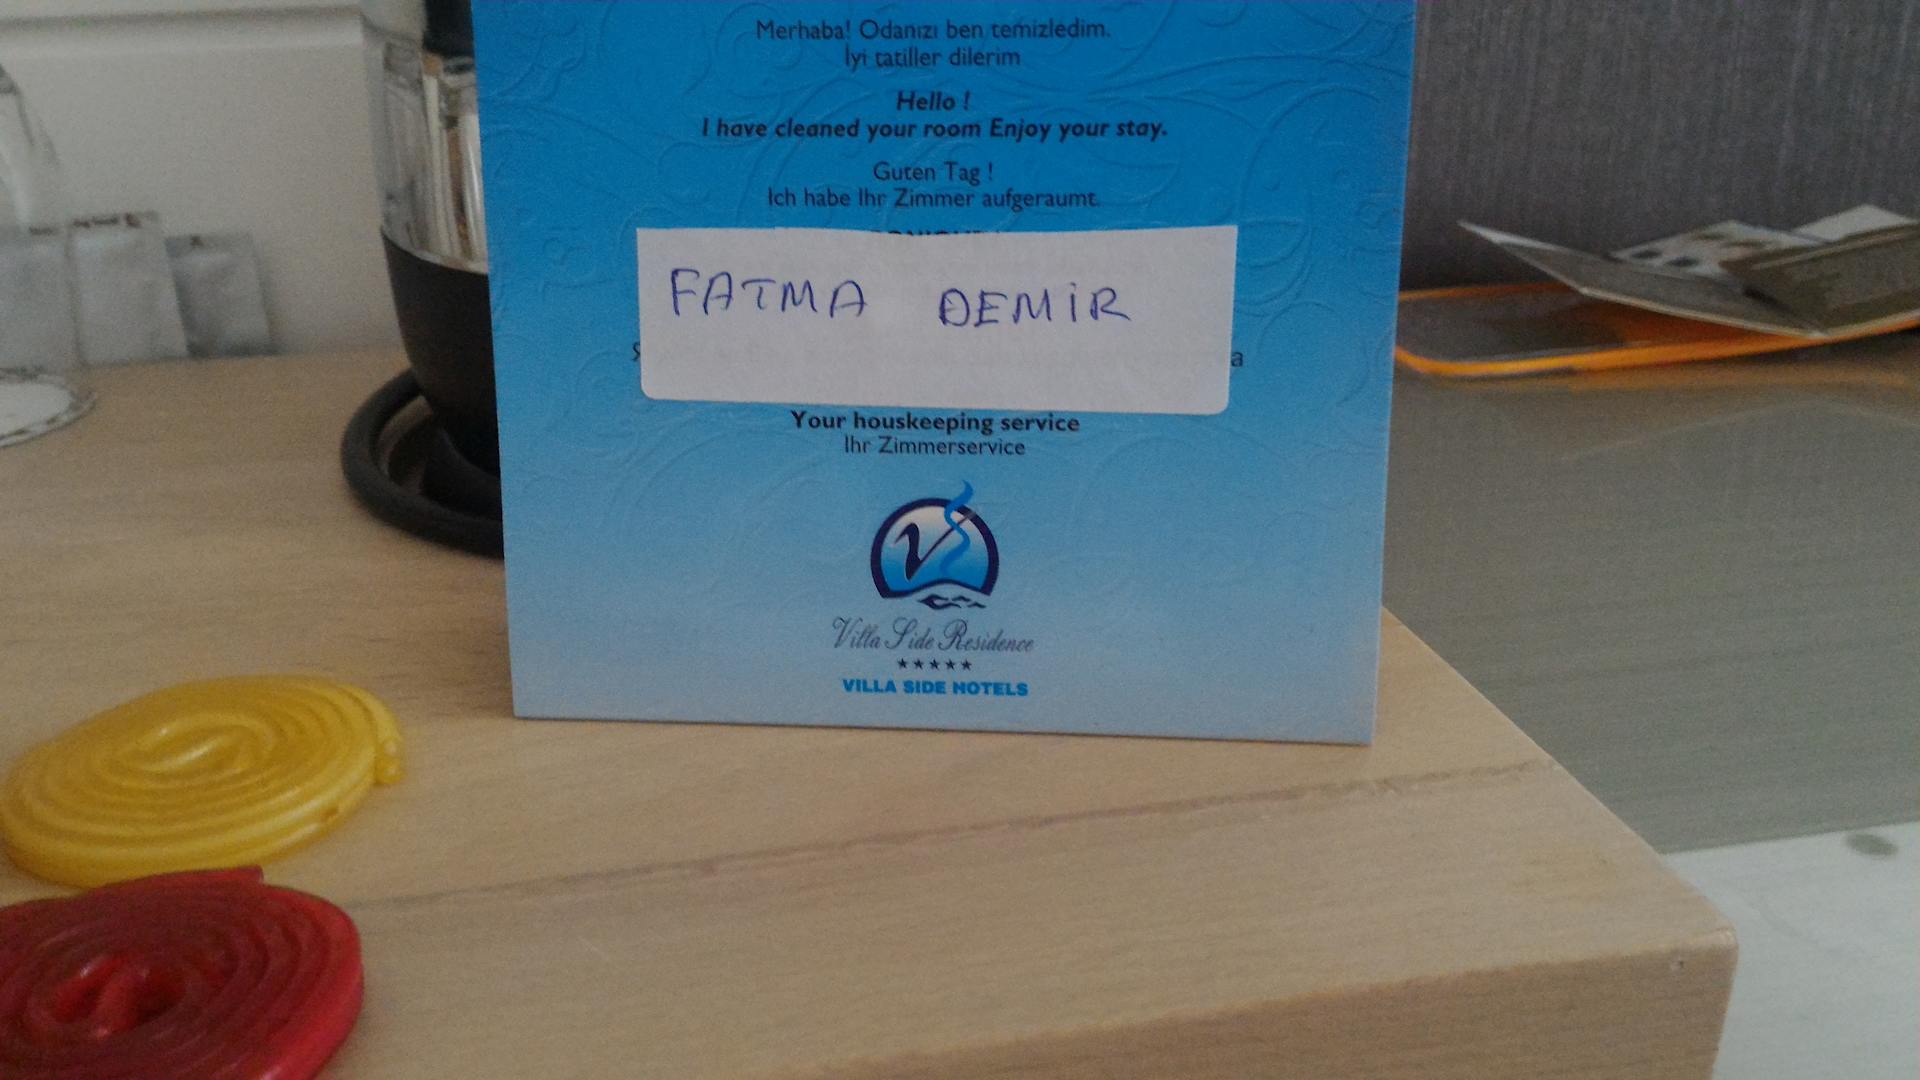 Merhaba! Odanızı ben temizledim.
İyi tatiller dilerim
Hello !
I have cleaned your room Enjoy your stay.
Guten Tag !
Ich habe Ihr Zimmer aufgeraumt.
FATMA DEMİR
Your houskeeping service
Ihr Zimmerservice
Villa Side Residence
★★★★★
VILLA SIDE HOTELS